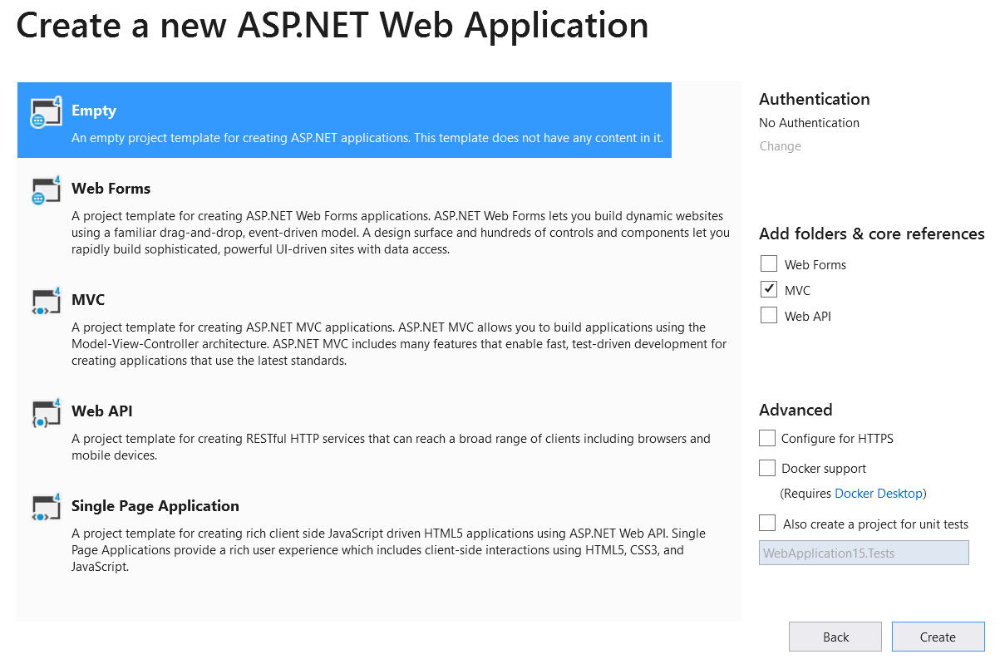 Create a new ASP.NET Web Application
4
Empty
An empty project template for creating ASP.NET applications. This template does not have any content in it.
4
Web Forms
A project template for creating ASP.NET Web Forms applications. ASP.NET Web Forms lets you build dynamic websites
using a familiar drag-and-drop, event-driven model. A design surface and hundreds of controls and components let you
rapidly build sophisticated, powerful UI-driven sites with data access.
4
MVC
A project template for creating ASP.NET MVC applications. ASP.NET MVC allows you to build applications using the
Model-View-Controller architecture. ASP.NET MVC includes many features that enable fast, test-driven development for
creating applications that use the latest standards.
4
Web API
A project template for creating RESTful HTTP services that can reach a broad range of clients including browsers and
mobile devices.
4
Single Page Application
A project template for creating rich client side JavaScript driven HTML5 applications using ASP.NET Web API. Single
Page Applications provide a rich user experience which includes client-side interactions using HTML5, CSS3, and
JavaScript.
Authentication
No Authentication
Change
Add folders & core references
Web Forms
MVC
Web API
Advanced
Configure for HTTPS
Docker support
(Requires Docker Desktop)
Also create a project for unit tests
WebApplication15.Tests
Back
Create